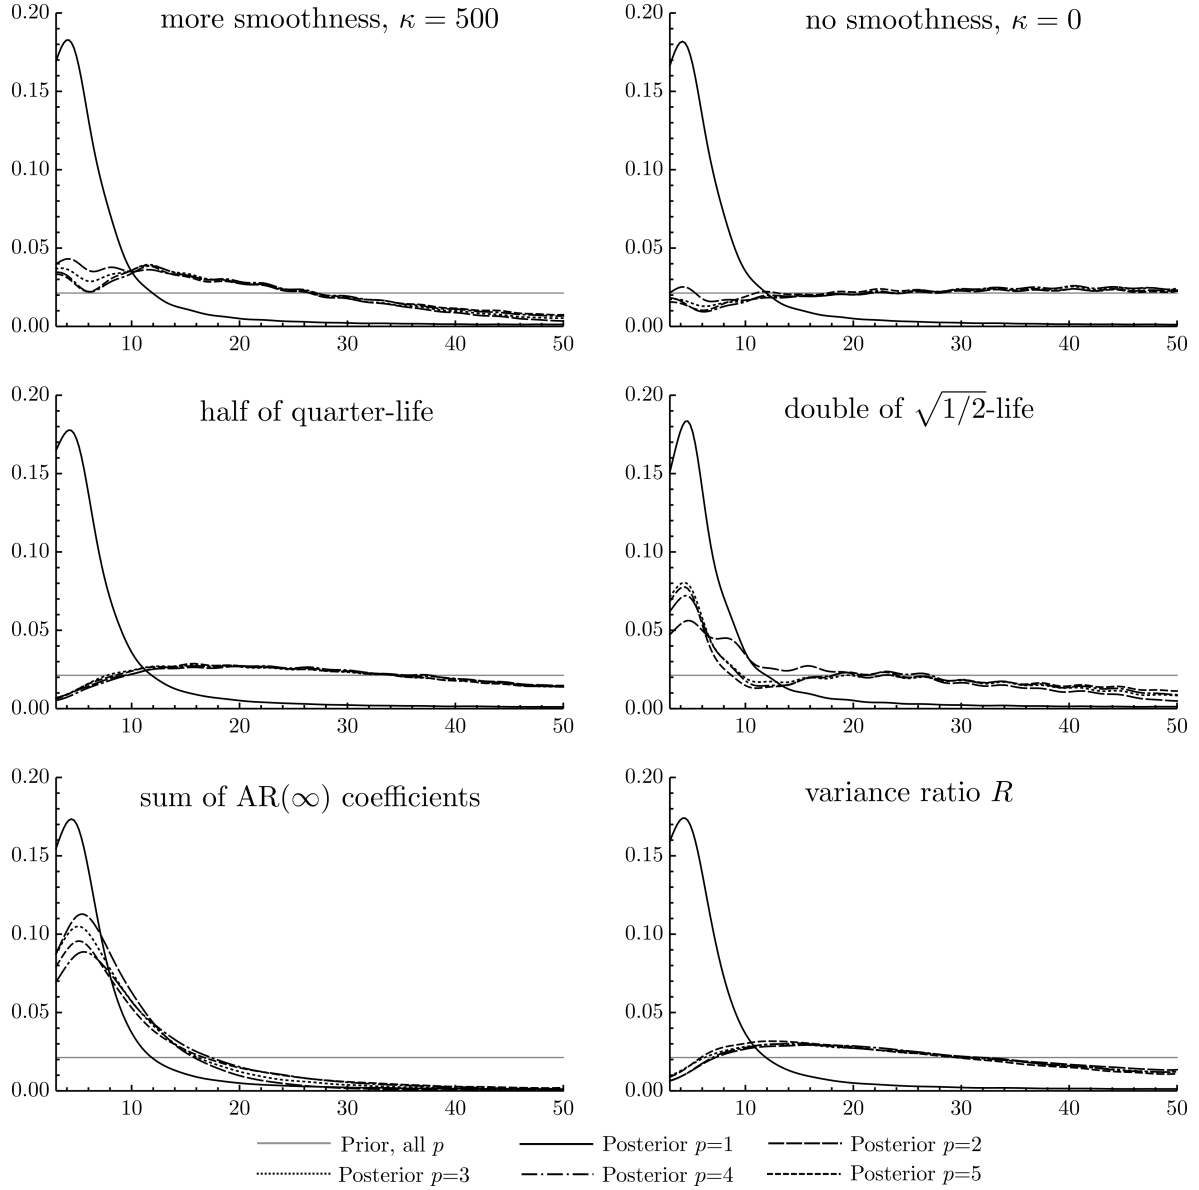 more smoothness, κ = 500
0.20
0.15
0.10
0.05
0.00
10 20 30 40 50
no smoothness, κ = 0
0.20
0.15
0.10
0.05
0.00
10 20 30 40 50
half of quarter-life
0.20
0.15
0.10
0.05
0.00
10 20 30 40 50
double of √1/2-life
0.20
0.15
0.10
0.05
0.00
10 20 30 40 50
sum of AR(∞) coefficients
0.20
0.15
0.10
0.05
0.00
10 20 30 40 50
variance ratio R
0.20
0.15
0.10
0.05
0.00
10 20 30 40 50
Prior, all p Posterior p=1 Posterior p=2
Posterior p=3 Posterior p=4 Posterior p=5